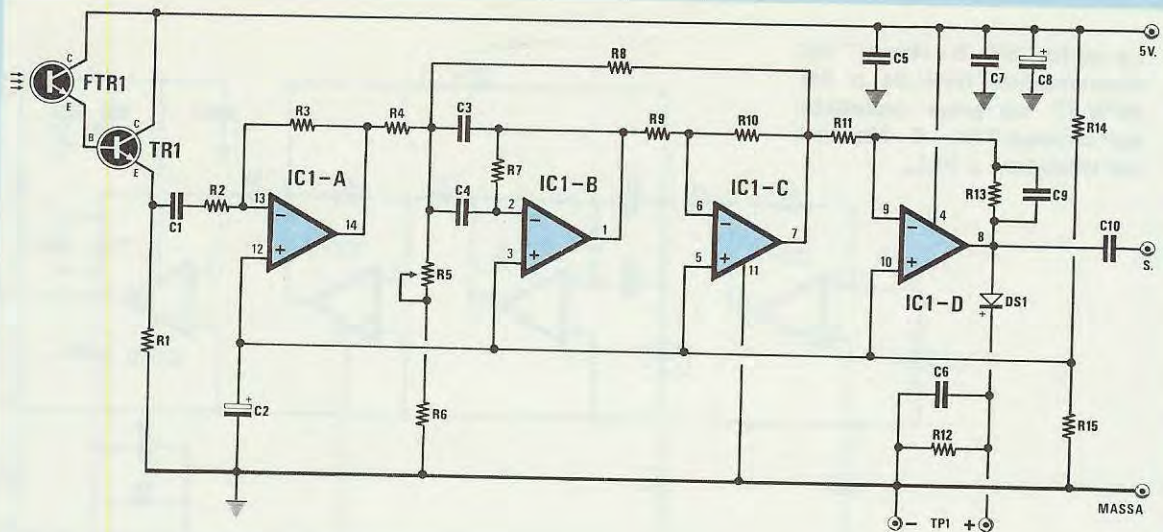 C
FTR1
E
B
C
TR1
E
C1
R2
R3
13
12
IC1-A
14
R4
C3
C4
R7
R5
R6
2
3
IC1-B
1
R8
R9
6
5
IC1-C
7
11
R10
R11
9
10
IC1-D
4
8
R13
C9
DS1
+
C10
S.
C5
C7
+
C8
5V.
R14
R15
R1
+
C2
C6
R12
- TP1 +
MASSA